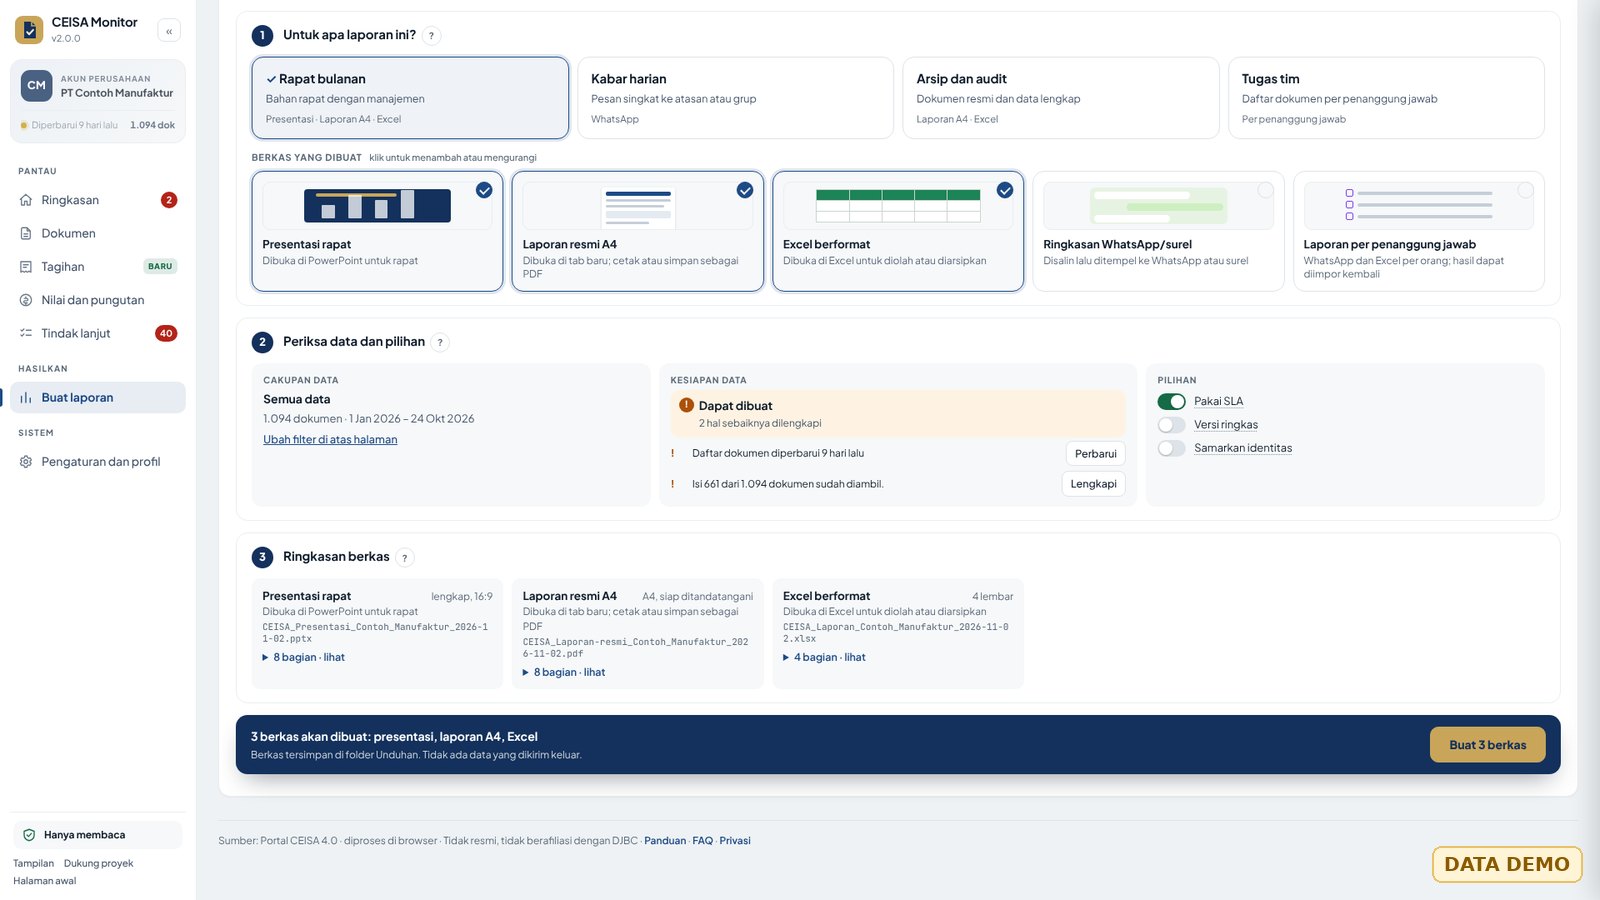 CEISA Monitor
v2.0.0
«
CM
AKUN PERUSAHAAN
PT Contoh Manufaktur
Diperbarui 9 hari lalu
1.094 dok
PANTAU
Ringkasan
2
Dokumen
Tagihan
BARU
Nilai dan pungutan
Tindak lanjut
40
HASILKAN
Buat laporan
SISTEM
Pengaturan dan profil
Hanya membaca
Tampilan Dukung proyek
Halaman awal
1 Untuk apa laporan ini? ?
✓ Rapat bulanan
Bahan rapat dengan manajemen
Presentasi · Laporan A4 · Excel
Kabar harian
Pesan singkat ke atasan atau grup
WhatsApp
Arsip dan audit
Dokumen resmi dan data lengkap
Laporan A4 · Excel
Tugas tim
Daftar dokumen per penanggung jawab
Per penanggung jawab
BERKAS YANG DIBUAT klik untuk menambah atau mengurangi
Presentasi rapat
Dibuka di PowerPoint untuk rapat
Laporan resmi A4
Dibuka di tab baru; cetak atau simpan sebagai
PDF
Excel berformat
Dibuka di Excel untuk diolah atau diarsipkan
Ringkasan WhatsApp/surel
Disalin lalu ditempel ke WhatsApp atau surel
Laporan per penanggung jawab
WhatsApp dan Excel per orang; hasil dapat
diimpor kembali
2 Periksa data dan pilihan ?
CAKUPAN DATA
Semua data
1.094 dokumen · 1 Jan 2026 – 24 Okt 2026
Ubah filter di atas halaman
KESIAPAN DATA
! Dapat dibuat
2 hal sebaiknya dilengkapi
! Daftar dokumen diperbarui 9 hari lalu
Perbarui
! Isi 661 dari 1.094 dokumen sudah diambil.
Lengkapi
PILIHAN
Pakai SLA
Versi ringkas
Samarkan identitas
3 Ringkasan berkas ?
Presentasi rapat
lengkap, 16:9
Dibuka di PowerPoint untuk rapat
CEISA_Presentasi_Contoh_Manufaktur_2026-1
1-02.pptx
▶ 8 bagian · lihat
Laporan resmi A4
A4, siap ditandatangani
Dibuka di tab baru; cetak atau simpan sebagai
PDF
CEISA_Laporan-resmi_Contoh_Manufaktur_202
6-11-02.pdf
▶ 8 bagian · lihat
Excel berformat
4 lembar
Dibuka di Excel untuk diolah atau diarsipkan
CEISA_Laporan_Contoh_Manufaktur_2026-11-0
2.xlsx
▶ 4 bagian · lihat
3 berkas akan dibuat: presentasi, laporan A4, Excel
Berkas tersimpan di folder Unduhan. Tidak ada data yang dikirim keluar.
Buat 3 berkas
Sumber: Portal CEISA 4.0 · diproses di browser · Tidak resmi, tidak berafiliasi dengan DJBC · Panduan · FAQ · Privasi
DATA DEMO